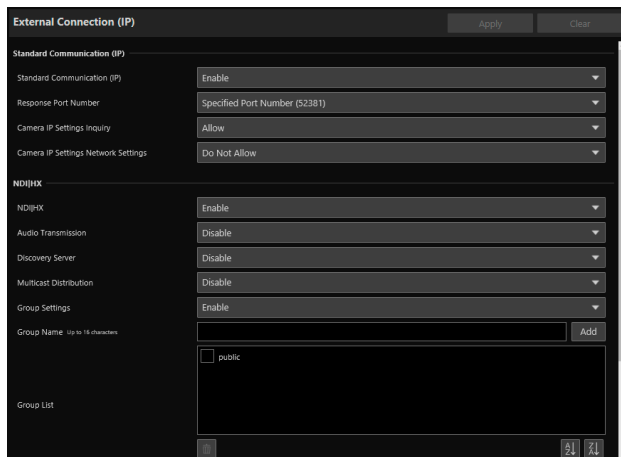 External Connection (IP)
Apply
Clear
Standard Communication (IP)
Standard Communication (IP)
Enable
Response Port Number
Specified Port Number (52381)
Camera IP Settings Inquiry
Allow
Camera IP Settings Network Settings
Do Not Allow
NDI|HX
NDI|HX
Enable
Audio Transmission
Disable
Discovery Server
Disable
Multicast Distribution
Disable
Group Settings
Enable
Group Name Up to 16 characters
Add
public
Group List
A Z
Z A